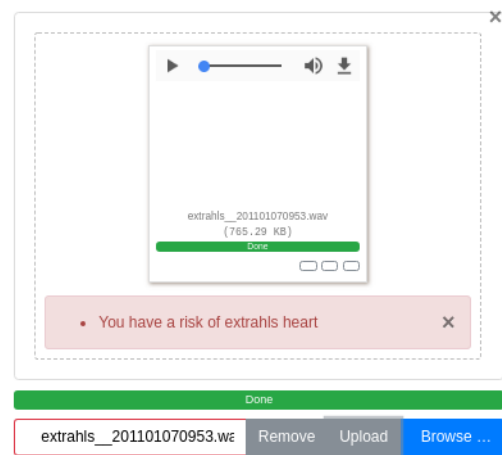 ×
extrahls__201101070953.wav
(765.29 KB)
Done
• You have a risk of extrahls heart ×
Done
extrahls__201101070953.wa Remove Upload Browse ...